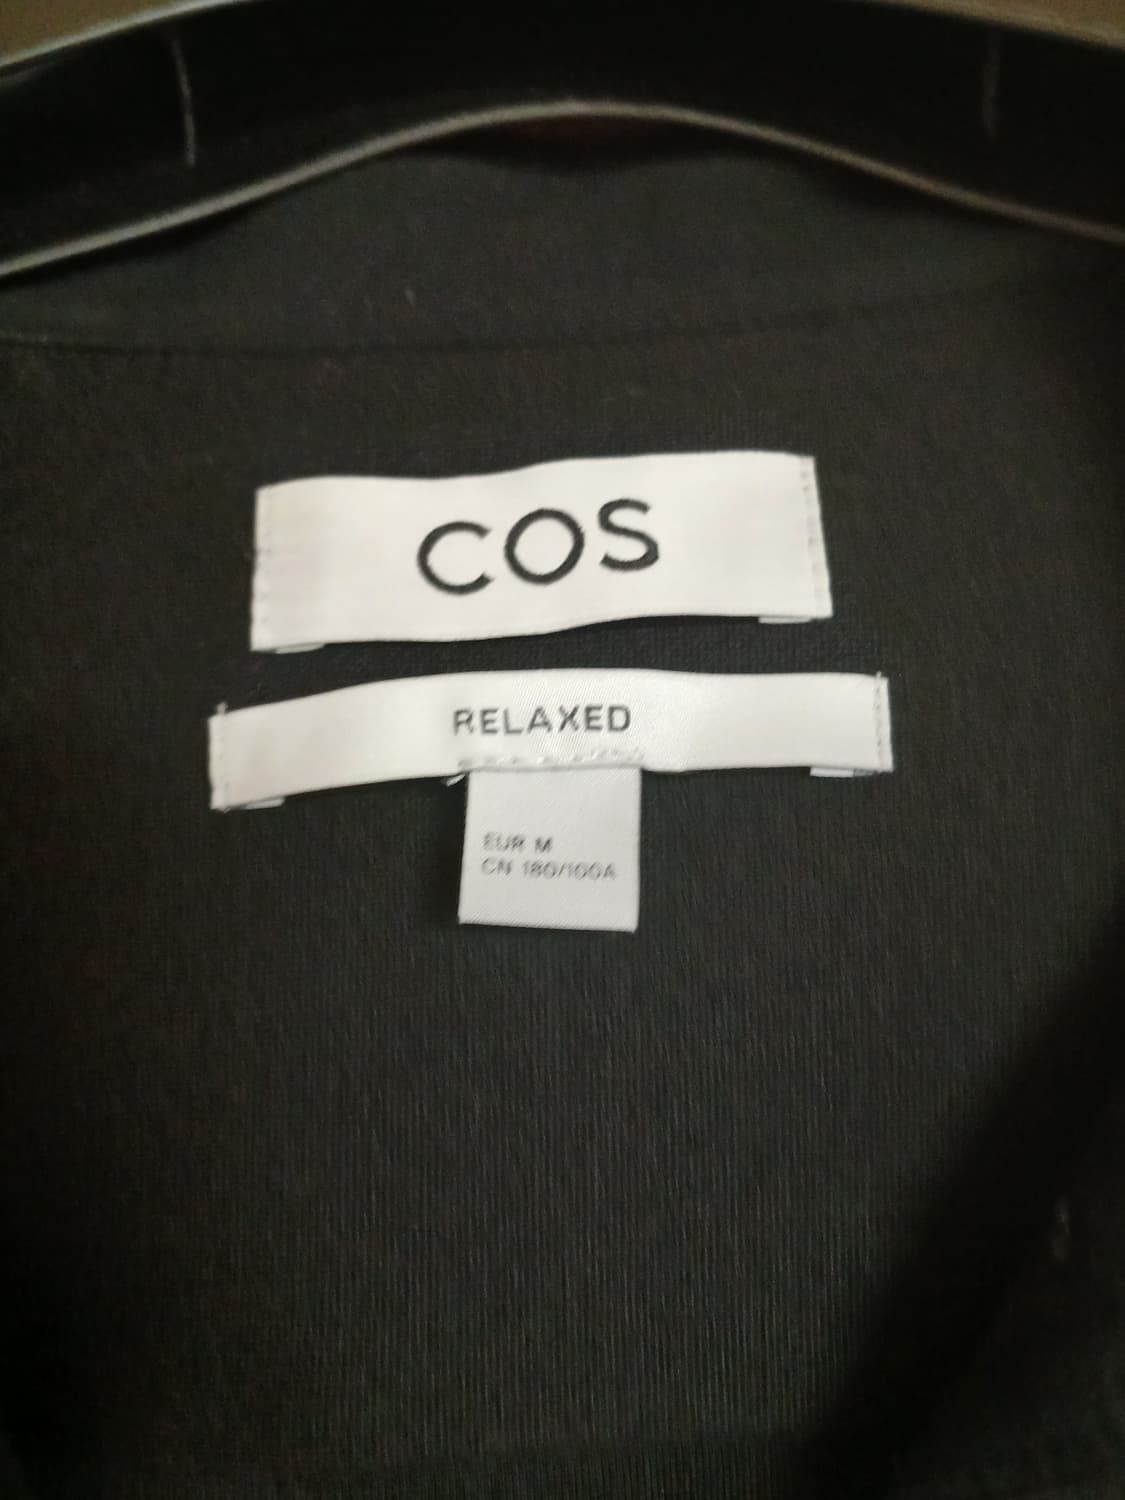 COS
RELAXED
EUR M
CN 180/100A